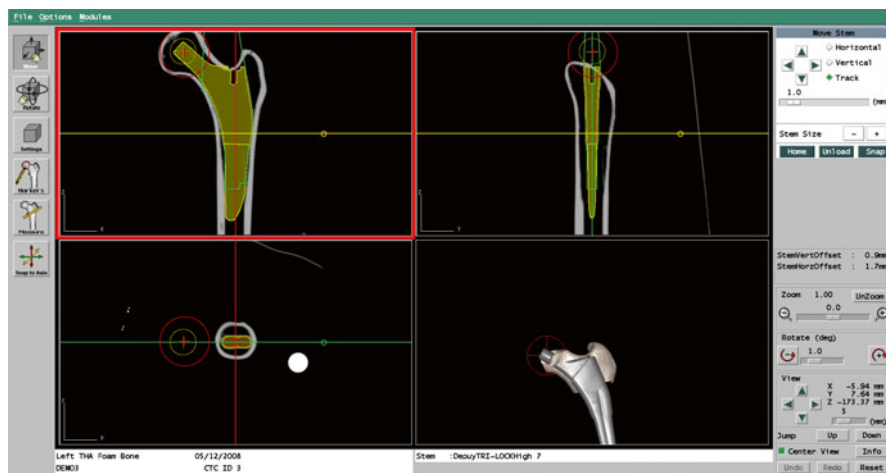 File Options Modules
Move
Rotate
Settings
Markers
Measure
Snap to Axis
Z
X
Z
Y
Y
X
Left THA Foam Bone 05/12/2008
DEMO3 CTC ID 3
Stem :DepuyTRI-LOCKHigh 7
Move Stem
Horizontal
Vertical
Track
1.0
(mm)
Stem Size - +
Home Unload Snap
StemVertOffset : 0.9mm
StemHorzOffset : 1.7mm
Zoom 1.00 UnZoom
0.0
Rotate (deg)
1.0
View
X -5.94 mm
Y 7.64 mm
Z -173.37 mm
5
(mm)
Jump Up Down
Center View Info
Undo Redo Reset